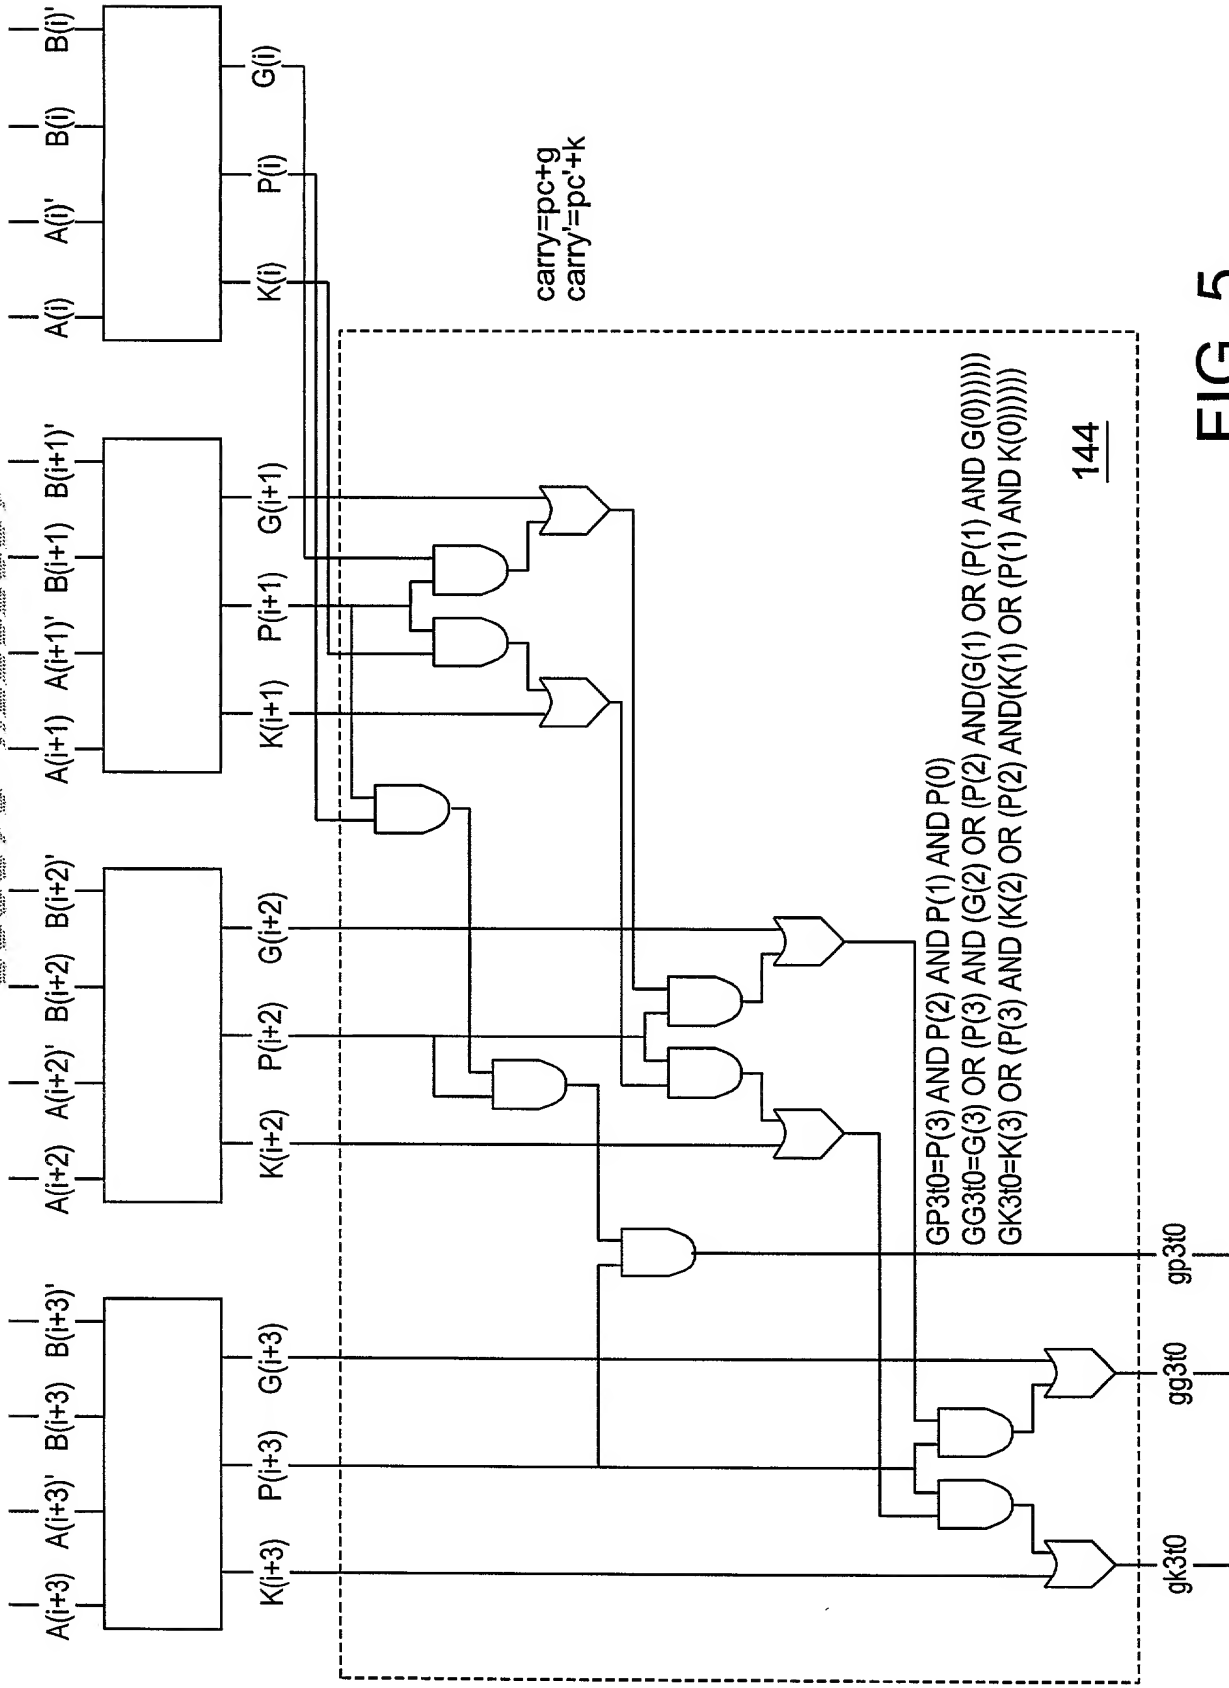 A(i+3) A(i+3)' B(i+3) B(i+3)' A(i+2) A(i+2)' B(i+2) B(i+2)' A(i+1) A(i+1)' B(i+1) B(i+1)' A(i) A(i)' B(i) B(i)'
K(i+3) P(i+3) G(i+3) K(i+2) P(i+2) G(i+2) K(i+1) P(i+1) G(i+1) K(i) P(i) G(i)
carry=pc+g
carry'=pc'+k
GP3t0=P(3) AND P(2) AND P(1) AND P(0)
GG3t0=G(3) OR (P(3) AND (G(2) OR (P(2) AND(G(1) OR (P(1) AND G(0))))))
GK3t0=K(3) OR (P(3) AND (K(2) OR (P(2) AND(K(1) OR (P(1) AND K(0))))))
144
gk3t0 gg3t0 gp3t0
FIG 5